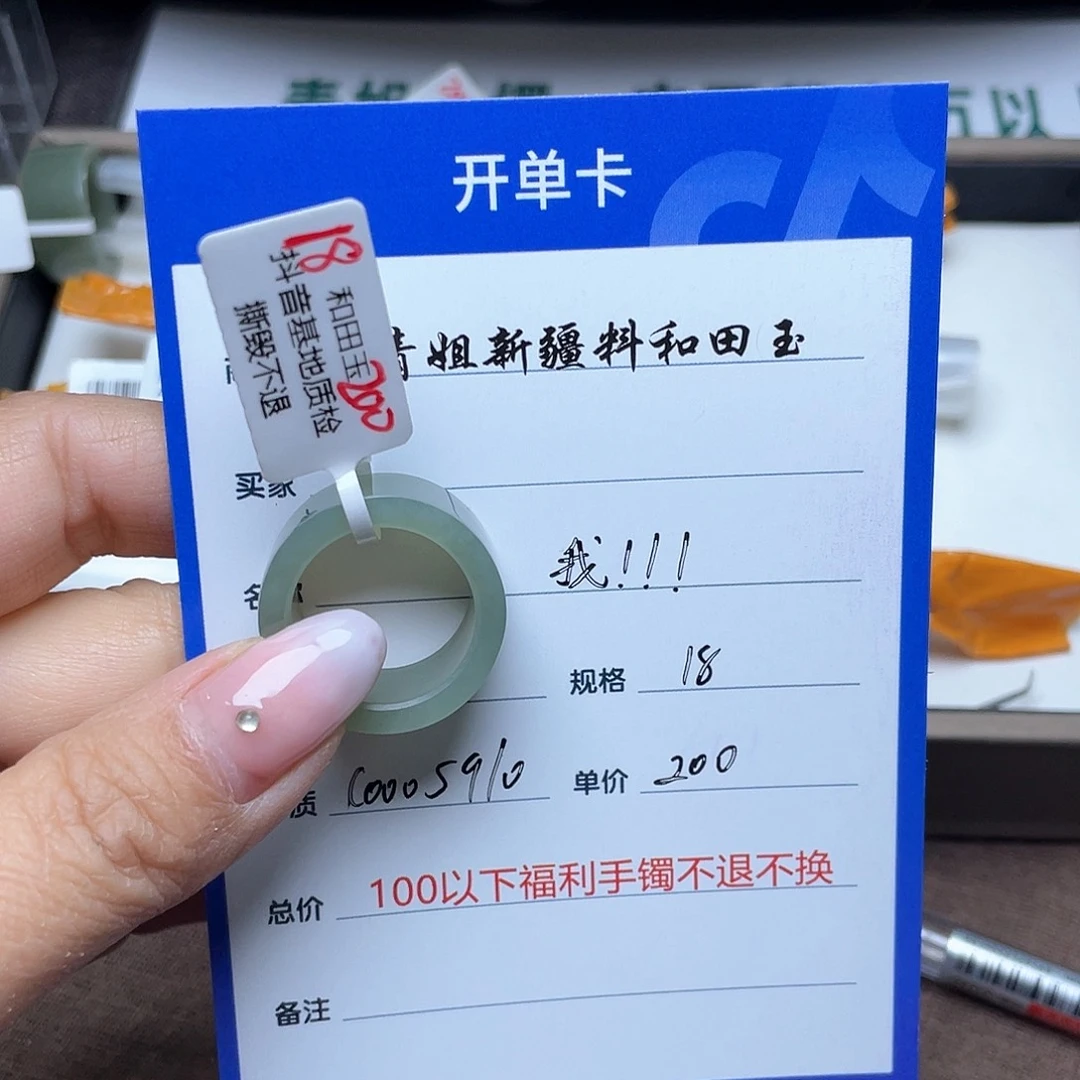 开单卡
18
和田玉200
抖音基地质检
撕毁不退
青姐新疆料和田玉
买家
我!!!
规格 18
质 单价 200
总价 100以下福利手镯不退不换
备注